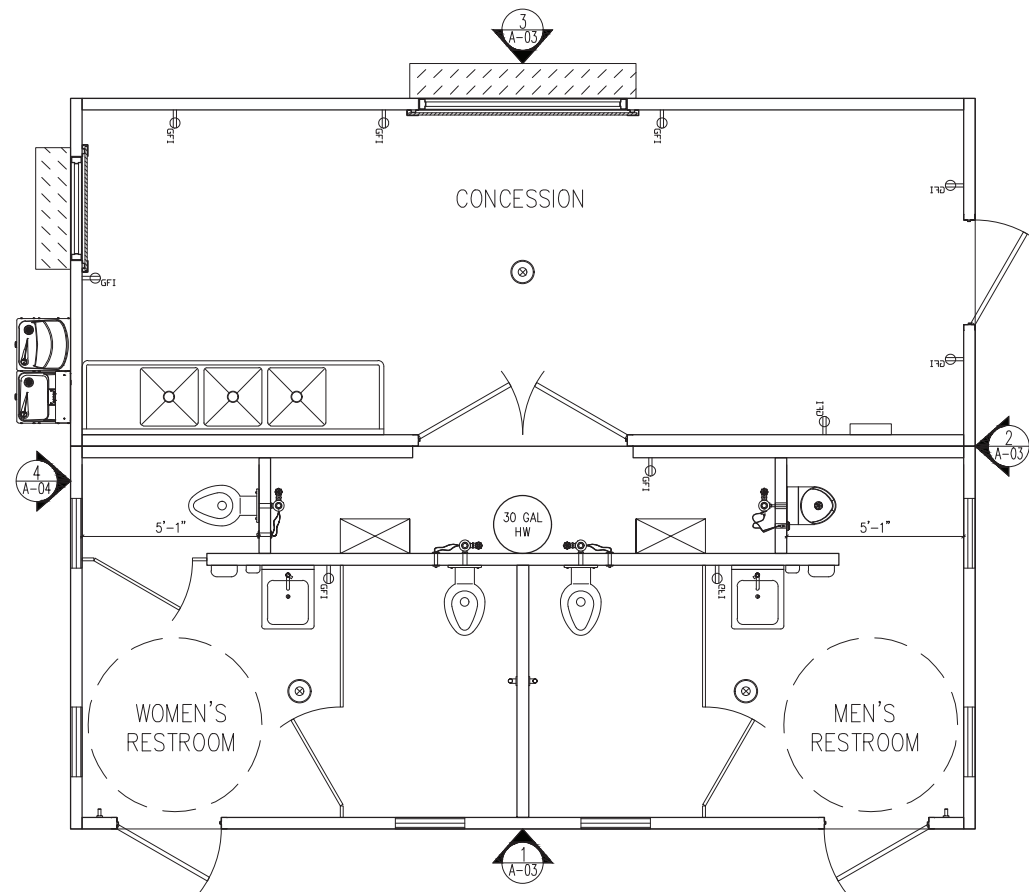 3
A-03
GFI
GFI
GFI
GFI
CONCESSION
GFI
GFI
GFI
2
A-03
4
A-04
GFI
30 GAL
HW
5'-1"
5'-1"
GFI
GFI
WOMEN'S
RESTROOM
MEN'S
RESTROOM
1
A-03